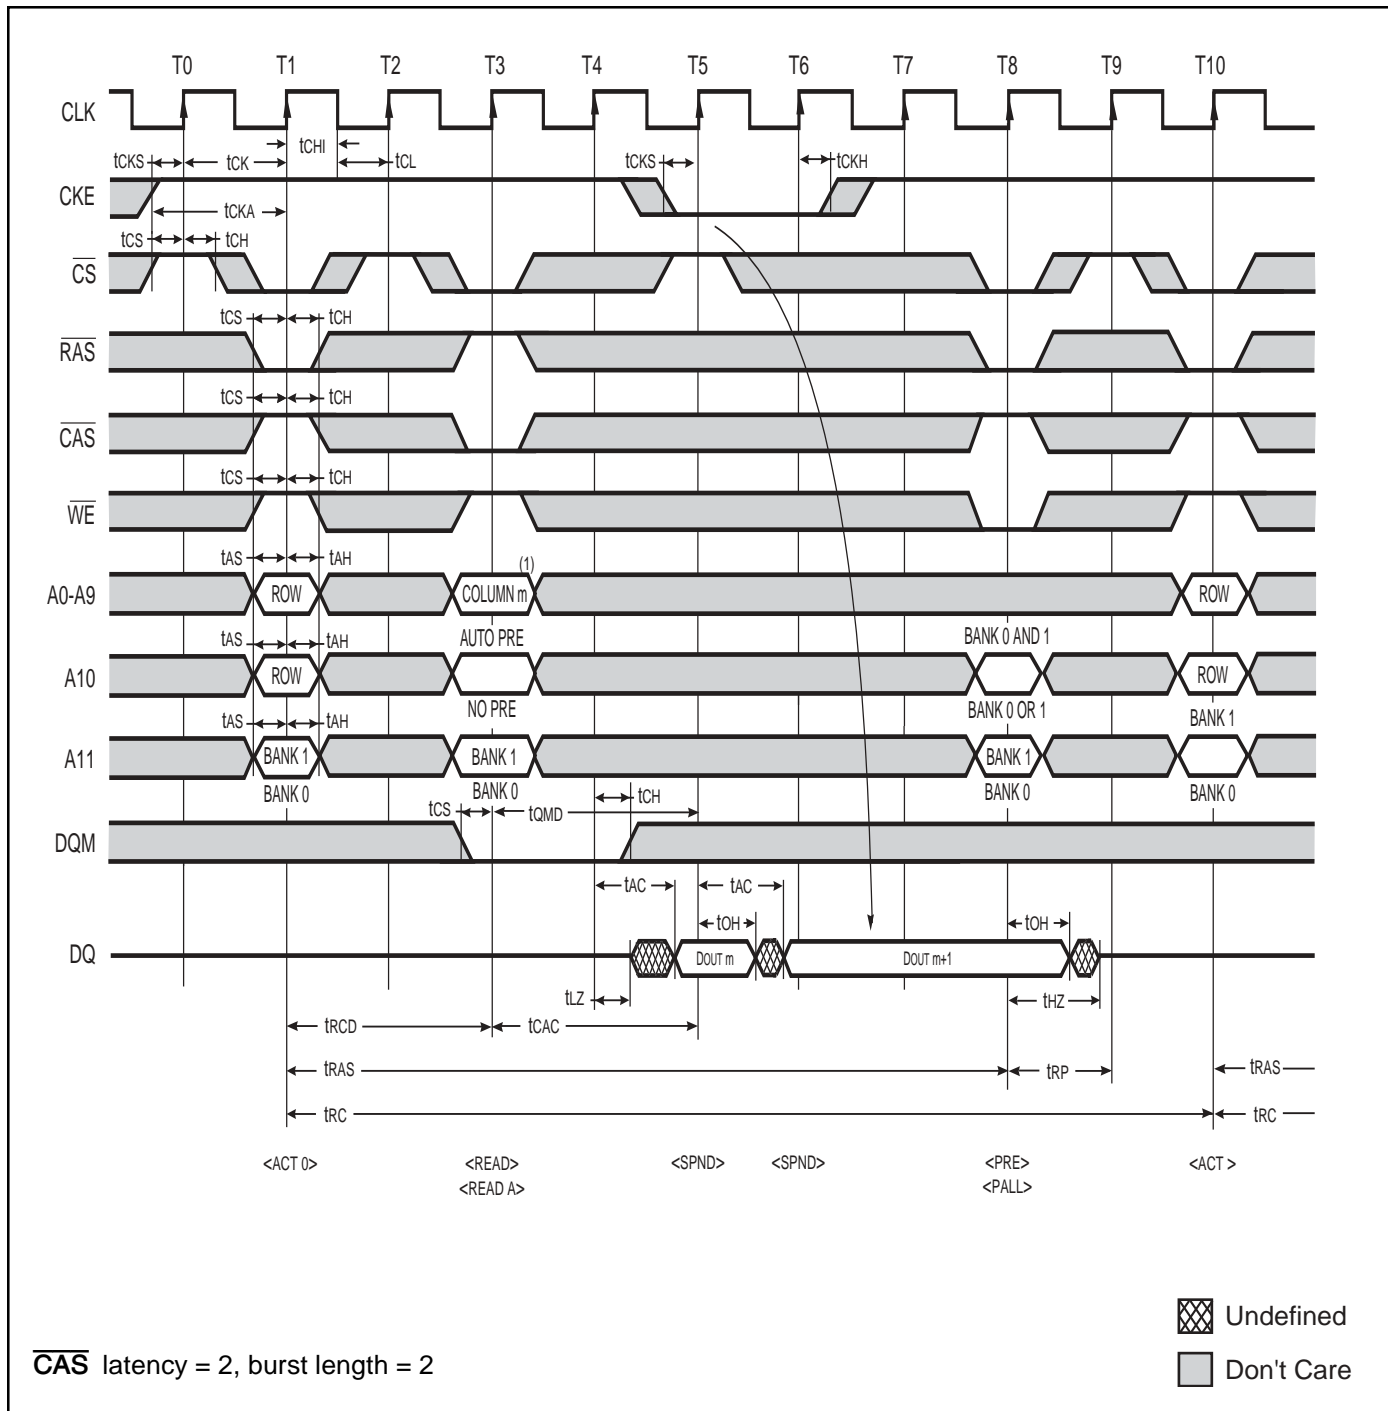 T0 T1 T2 T3 T4 T5 T6 T7 T8 T9 T10
CLK
tCHI
tCKS tCK tCL tCKS tCKH
CKE
tCKA
tCS tCH
CS
tCS tCH
RAS
tCS tCH
CAS
tCS tCH
WE
tAS tAH (1)
A0-A9 ROW COLUMN m ROW
tAS tAH AUTO PRE BANK 0 AND 1
A10 ROW ROW
tAS tAH NO PRE BANK 0 OR 1 BANK 1
A11 BANK 1 BANK 1 BANK 1
BANK 0 BANK 0 BANK 0 BANK 0
tCS tQMD tCH
DQM
tAC tAC
tOH tOH
DQ DOUT m DOUT m+1
tLZ tHZ
tRCD tCAC
tRAS tRP tRAS
tRC tRC
<ACT 0> <READ> <SPND> <SPND> <PRE> <ACT >
<READ A> <PALL>
Undefined
CAS latency = 2, burst length = 2
Don't Care